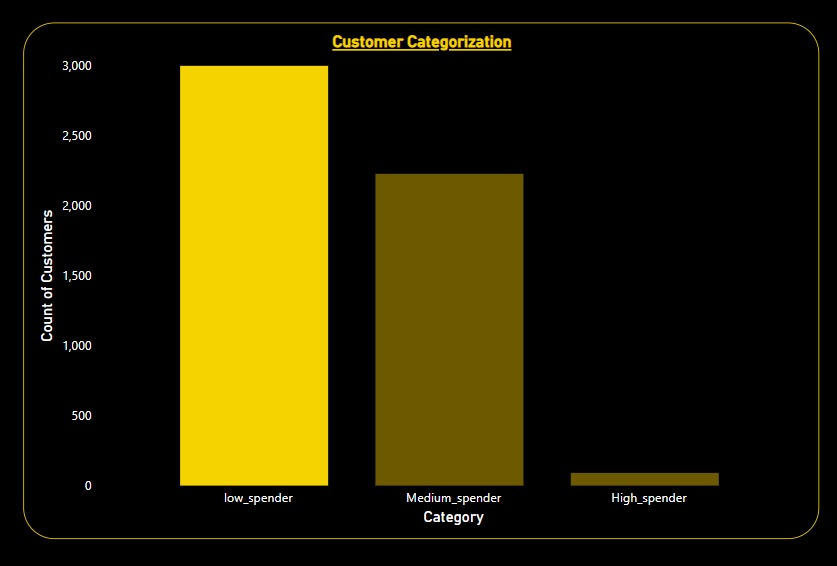 Customer Categorization
3,000
2,500
2,000
1,500
1,000
500
0
Count of Customers
low_spender
Medium_spender
High_spender
Category